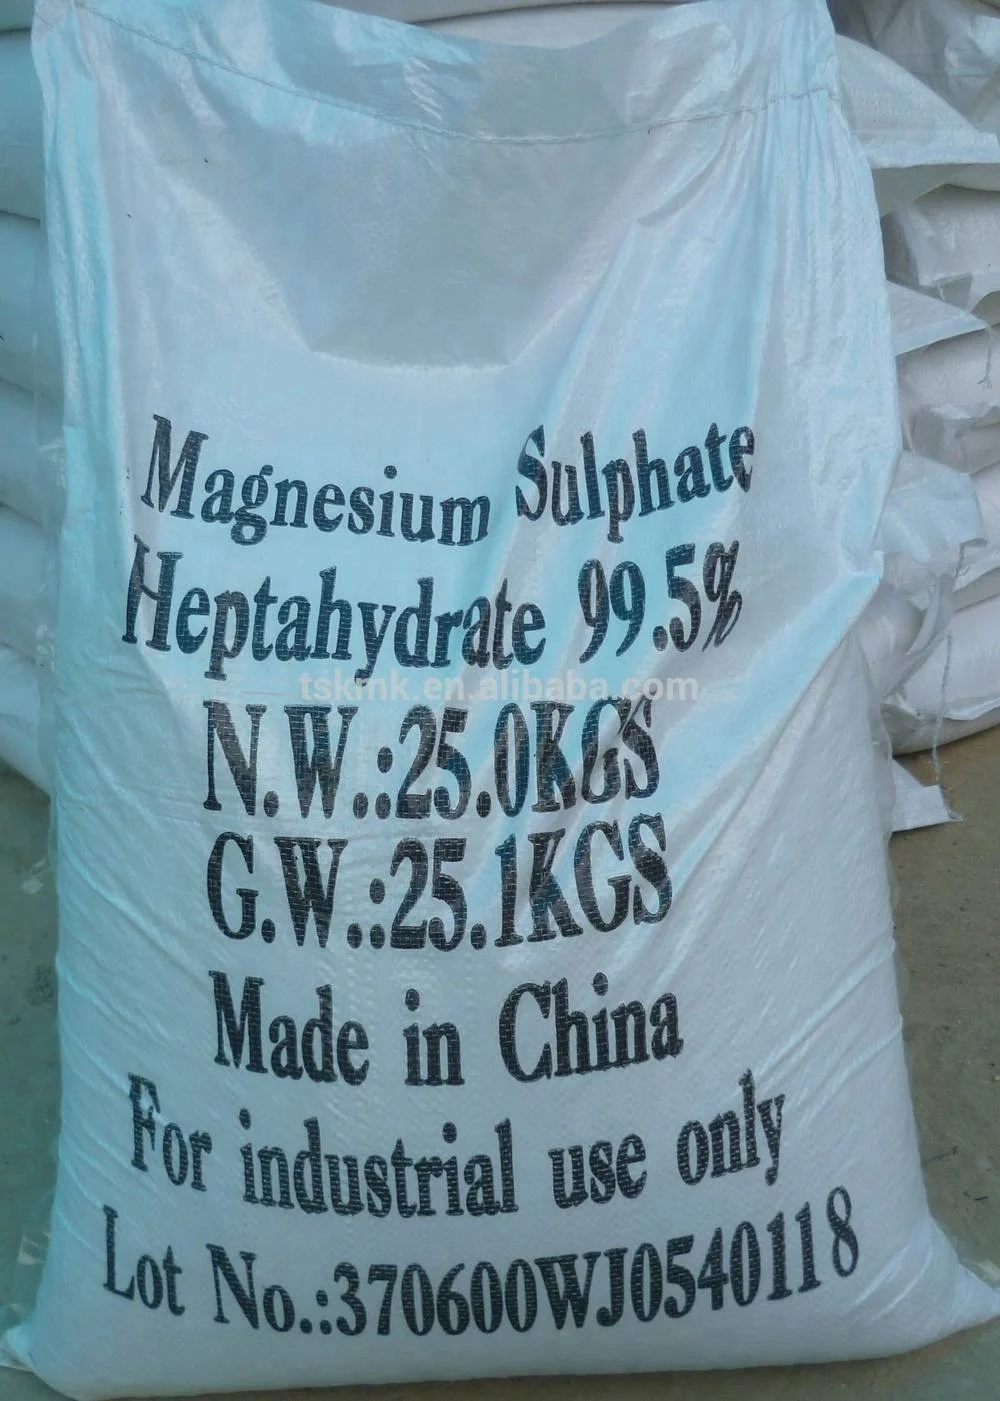 Magnesium Sulphate
Heptahydrate 99.5%
tskmk.en.alibaba.com
N.W.:25.0KGS
G.W.:25.1KGS
Made in China
For industrial use only
Lot No.:370600WJ0540118